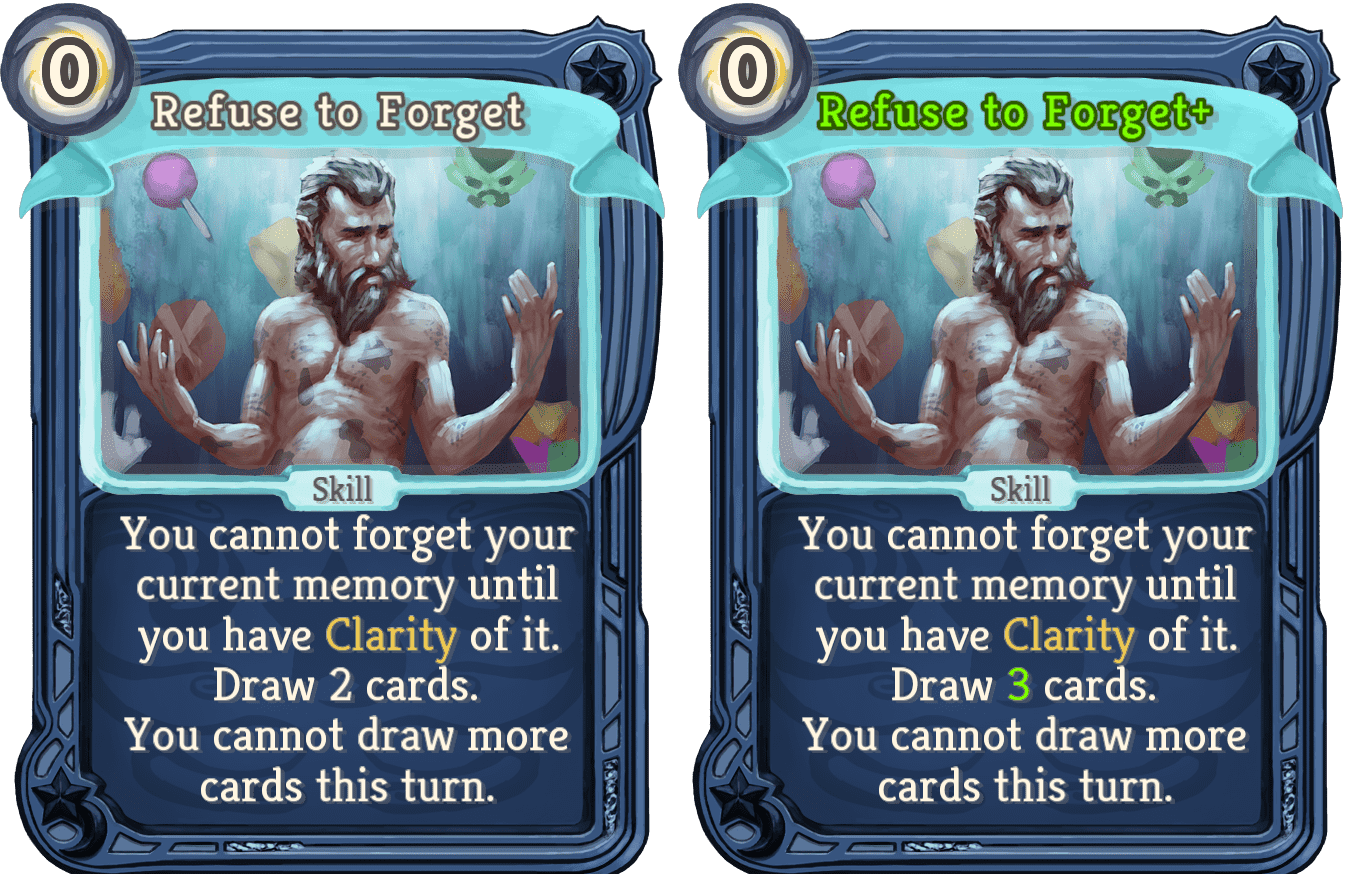 0
Refuse to Forget
Skill
You cannot forget your
current memory until
you have Clarity of it.
Draw 2 cards.
You cannot draw more
cards this turn.
0
Refuse to Forget+
Skill
You cannot forget your
current memory until
you have Clarity of it.
Draw 3 cards.
You cannot draw more
cards this turn.